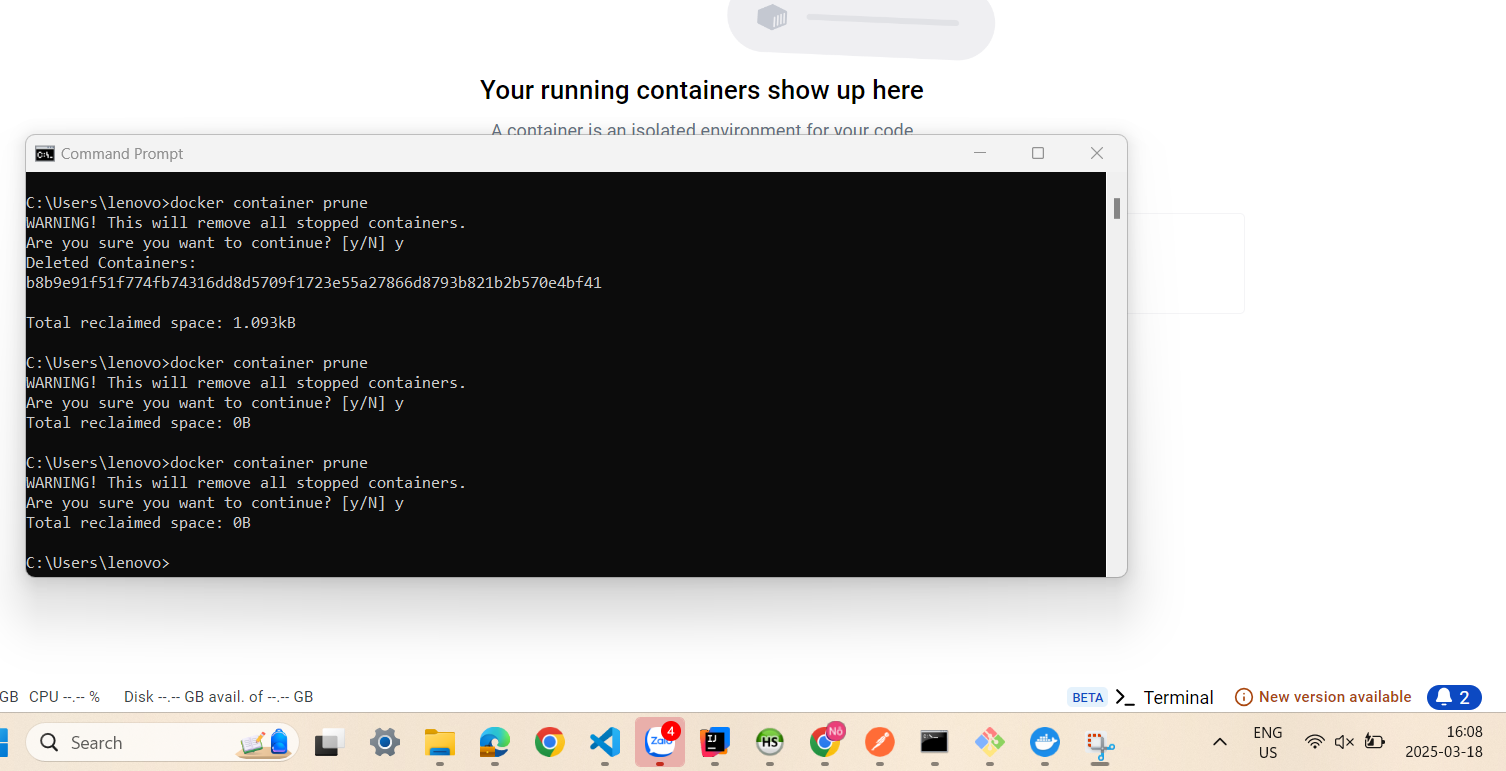 Your running containers show up here
A container is an isolated environment for your code
Command Prompt
C:\Users\lenovo>docker container prune
WARNING! This will remove all stopped containers.
Are you sure you want to continue? [y/N] y
Deleted Containers:
b8b9e91f51f774fb74316dd8d5709f1723e55a27866d8793b821b2b570e4bf41
Total reclaimed space: 1.093kB
C:\Users\lenovo>docker container prune
WARNING! This will remove all stopped containers.
Are you sure you want to continue? [y/N] y
Total reclaimed space: 0B
C:\Users\lenovo>docker container prune
WARNING! This will remove all stopped containers.
Are you sure you want to continue? [y/N] y
Total reclaimed space: 0B
C:\Users\lenovo>
GB CPU --.-- % Disk --.-- GB avail. of --.-- GB
BETA >_ Terminal New version available 2
Search
Zalo 4
IJ
HS
Nô
ENG
US
16:08
2025-03-18